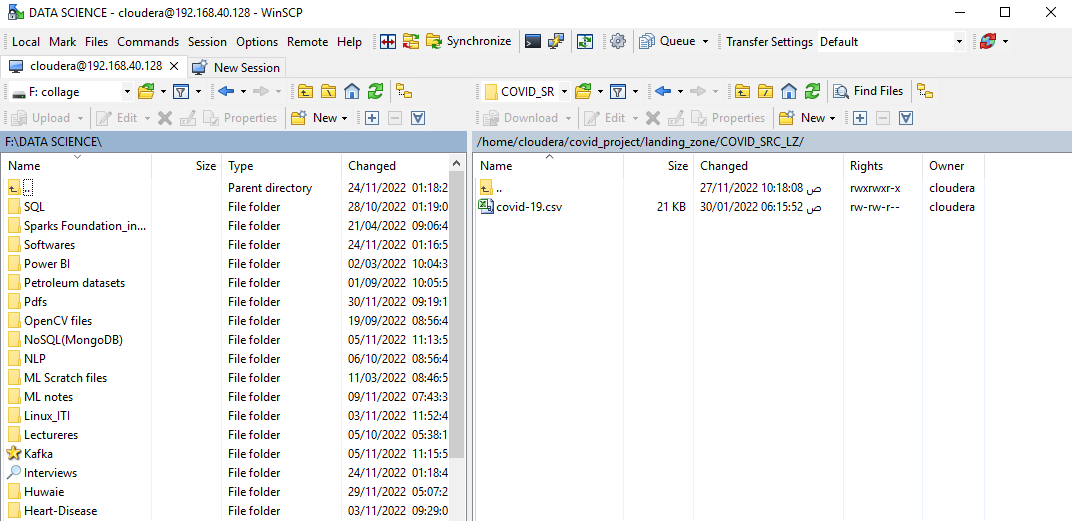 DATA SCIENCE - cloudera@192.168.40.128 - WinSCP
Local Mark Files Commands Session Options Remote Help Synchronize Queue Transfer Settings Default
cloudera@192.168.40.128 New Session
F: collage COVID_SR Find Files
Upload Edit Properties New Download Edit Properties New
F:\DATA SCIENCE\ /home/cloudera/covid_project/landing_zone/COVID_SRC_LZ/
Name Size Type Changed Name Size Changed Rights Owner
.. Parent directory 24/11/2022 01:18:2 .. 27/11/2022 10:18:08 ص rwxrwxr-x cloudera
SQL File folder 28/10/2022 01:19:0 covid-19.csv 21 KB 30/01/2022 06:15:52 ص rw-rw-r-- cloudera
Sparks Foundation_in... File folder 21/04/2022 09:06:4
Softwares File folder 24/11/2022 01:16:5
Power BI File folder 02/03/2022 10:04:3
Petroleum datasets File folder 01/09/2022 10:05:5
Pdfs File folder 30/11/2022 09:19:1
OpenCV files File folder 19/09/2022 08:56:4
NoSQL(MongoDB) File folder 05/11/2022 11:13:5
NLP File folder 06/10/2022 08:56:4
ML Scratch files File folder 11/03/2022 08:46:5
ML notes File folder 09/11/2022 07:43:3
Linux_ITI File folder 03/11/2022 11:52:4
Lectureres File folder 05/10/2022 05:38:1
Kafka File folder 05/11/2022 11:15:5
Interviews File folder 24/11/2022 01:18:4
Huwaie File folder 29/11/2022 05:07:2
Heart-Disease File folder 03/11/2022 09:29:0